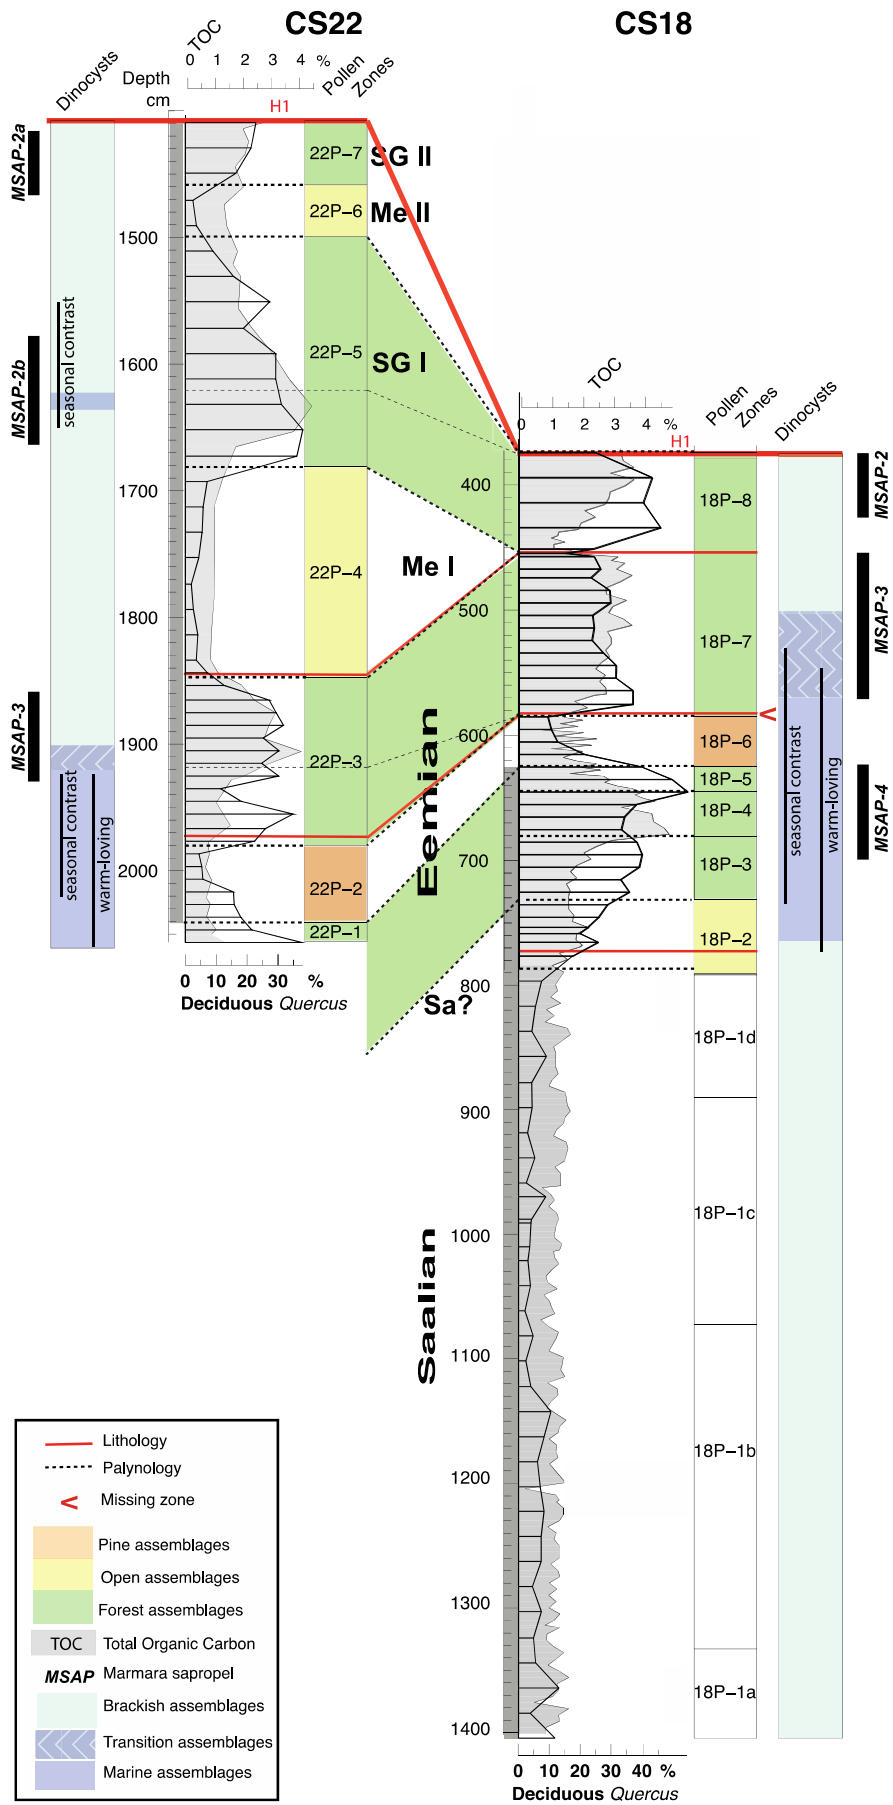 CS22
CS18
Dinocysts
Depth
cm
TOC
0 1 2 3 4 %
Pollen
Zones
H1
MSAP-2a
MSAP-2b
MSAP-3
seasonal contrast
seasonal contrast
warm-loving
1500
1600
1700
1800
1900
2000
22P–7
22P–6
22P–5
22P–4
22P–3
22P–2
22P–1
SG II
Me II
SG I
Me I
Eemian
Sa?
Saalian
0 10 20 30 %
Deciduous Quercus
TOC
0 1 2 3 4 %
Pollen
Zones
Dinocysts
H1
400
500
600
700
800
900
1000
1100
1200
1300
1400
18P–8
18P–7
<
18P–6
18P–5
18P–4
18P–3
18P–2
18P–1d
18P–1c
18P–1b
18P–1a
seasonal contrast
warm-loving
MSAP-2
MSAP-3
MSAP-4
0 10 20 30 40 %
Deciduous Quercus
Lithology
Palynology
< Missing zone
Pine assemblages
Open assemblages
Forest assemblages
TOC Total Organic Carbon
MSAP Marmara sapropel
Brackish assemblages
Transition assemblages
Marine assemblages